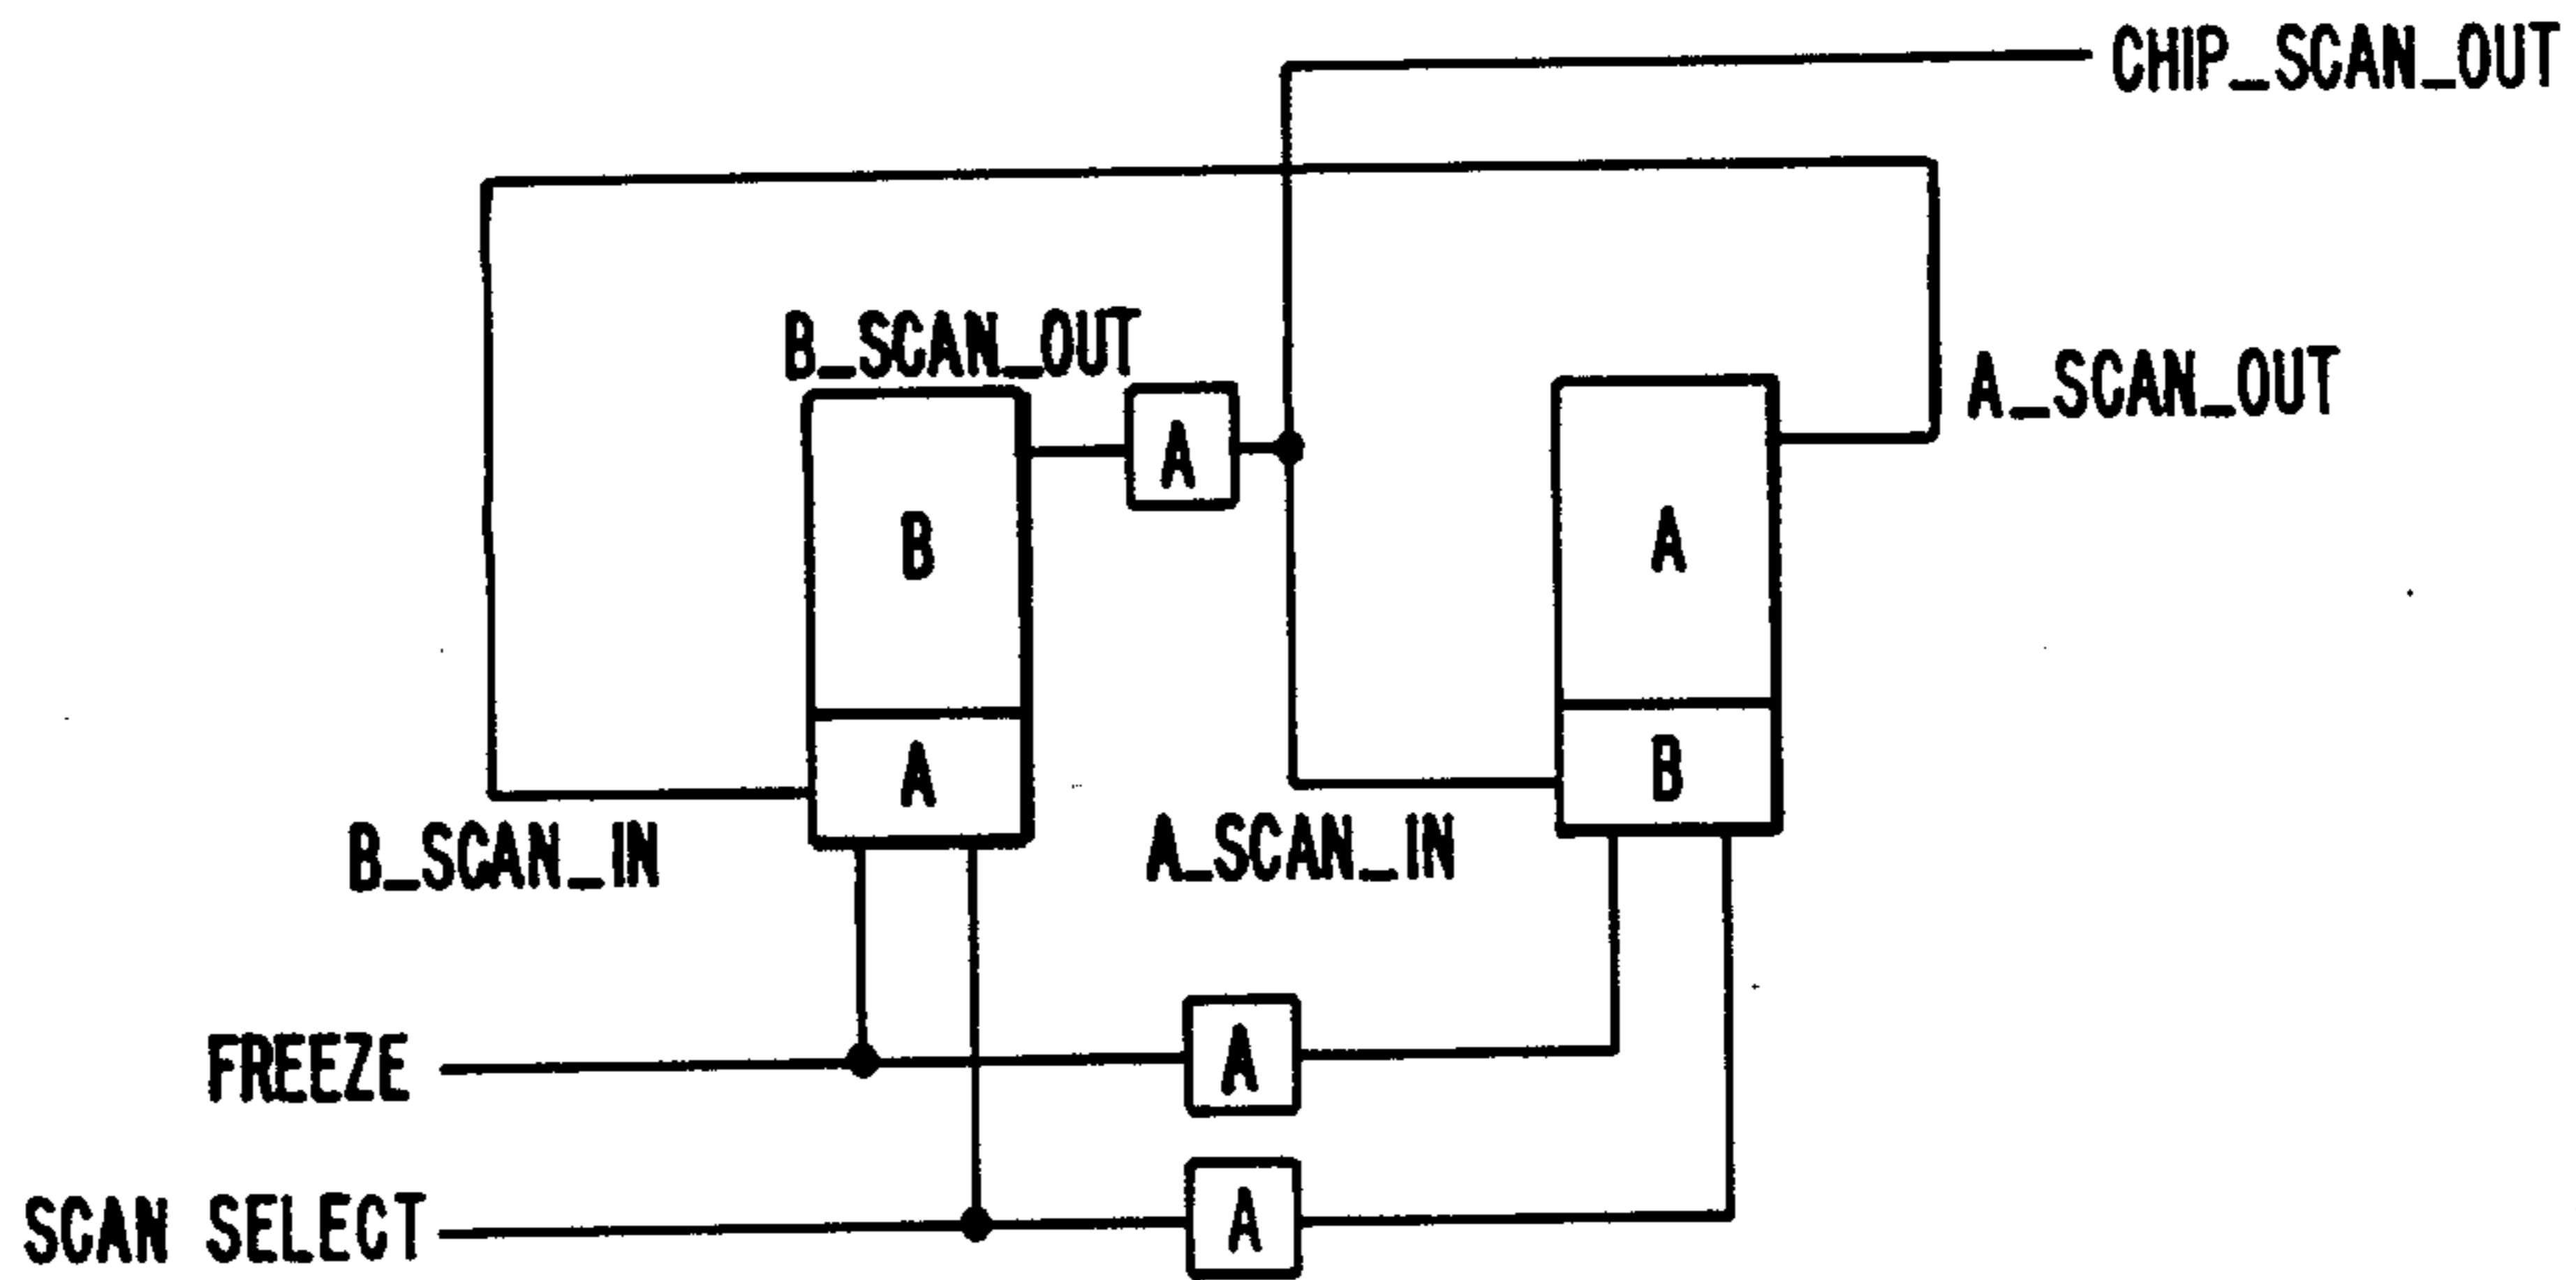 CHIP_SCAN_OUT
B_SCAN_OUT
A
A_SCAN_OUT
B
A
A
B
B_SCAN_IN
A_SCAN_IN
FREEZE
A
SCAN SELECT
A